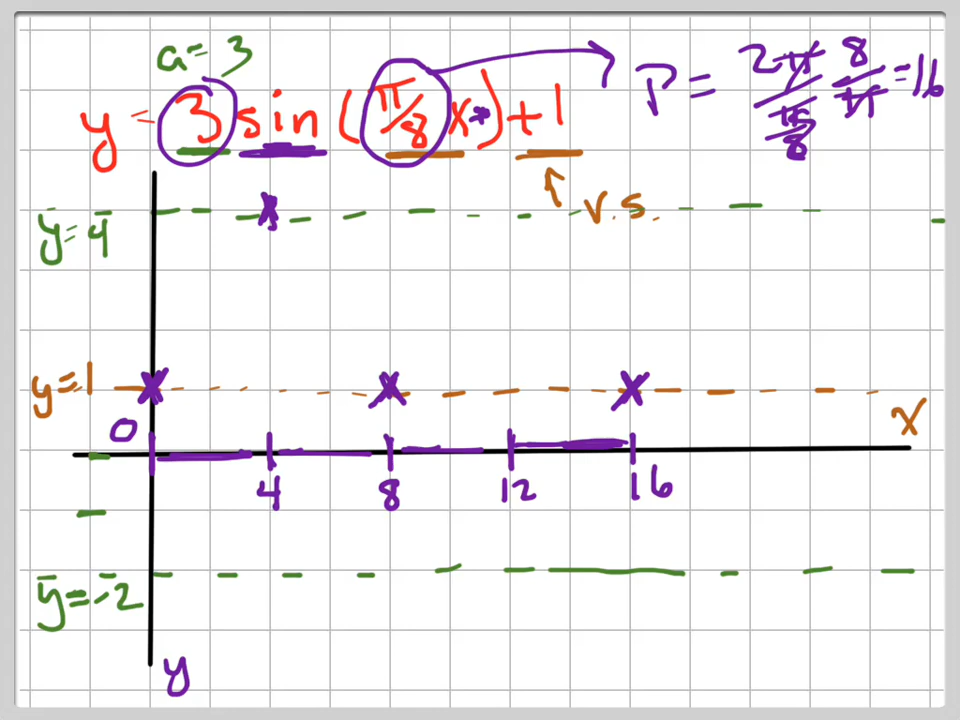 a = 3
y = 3 sin (π/8 x) + 1
P = 2π/(π/8) 8/π = 16
v.s.
y = 4
y = 1
0
x
4 8 12 16
y = -2
y